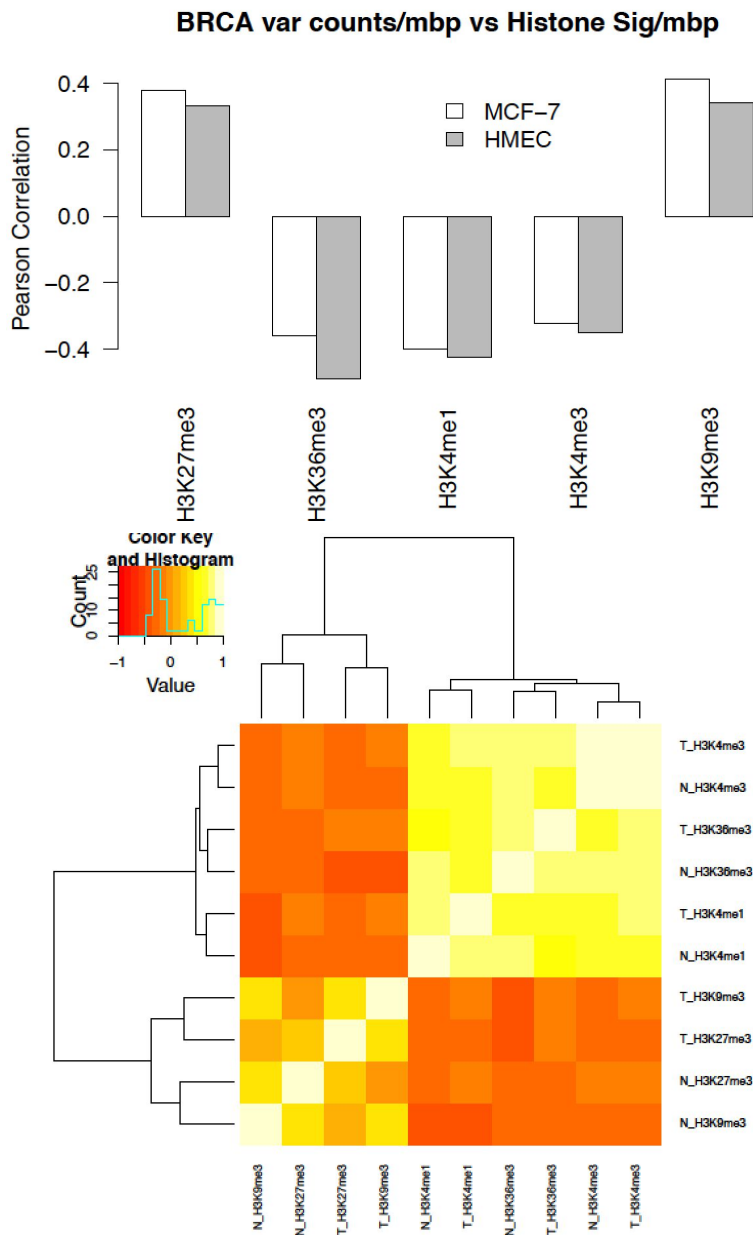 BRCA var counts/mbp vs Histone Sig/mbp
Pearson Correlation
0.4
0.2
0.0
−0.2
−0.4
MCF−7
HMEC
H3K27me3
H3K36me3
H3K4me1
H3K4me3
H3K9me3
Color Key
and Histogram
Count
0
10
25
−1
0
1
Value
T_H3K4me3
N_H3K4me3
T_H3K36me3
N_H3K36me3
T_H3K4me1
N_H3K4me1
T_H3K9me3
T_H3K27me3
N_H3K27me3
N_H3K9me3
N_H3K9me3
N_H3K27me3
T_H3K27me3
T_H3K9me3
N_H3K4me1
T_H3K4me1
N_H3K36me3
T_H3K36me3
N_H3K4me3
T_H3K4me3